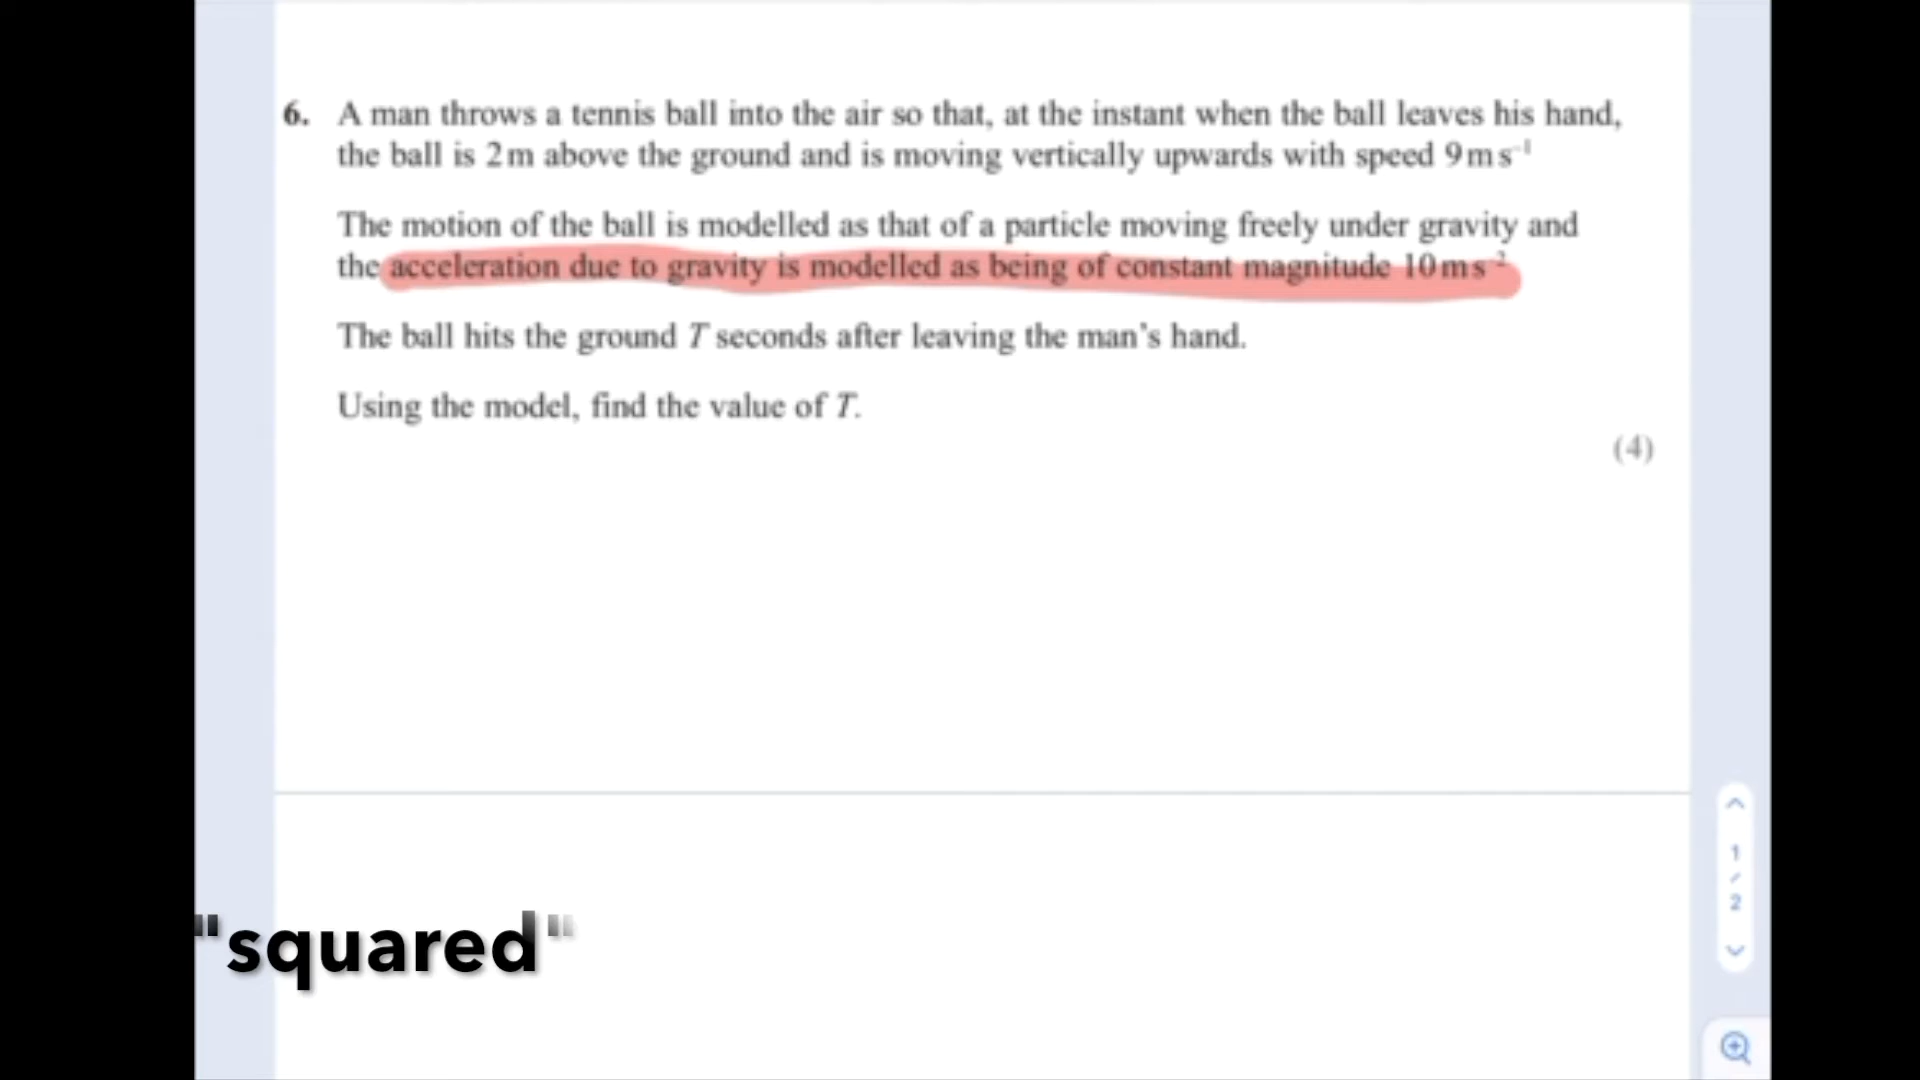 6. A man throws a tennis ball into the air so that, at the instant when the ball leaves his hand,
the ball is 2 m above the ground and is moving vertically upwards with speed 9 m s⁻¹
The motion of the ball is modelled as that of a particle moving freely under gravity and
the acceleration due to gravity is modelled as being of constant magnitude 10 m s⁻²
The ball hits the ground T seconds after leaving the man's hand.
Using the model, find the value of T.
(4)
1
/
2
"squared"